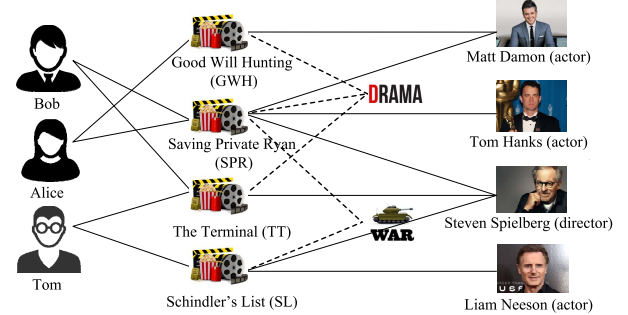 Bob
Alice
Tom
Good Will Hunting
(GWH)
Saving Private Ryan
(SPR)
The Terminal (TT)
Schindler's List (SL)
DRAMA
WAR
Matt Damon (actor)
Tom Hanks (actor)
Steven Spielberg (director)
USF
Liam Neeson (actor)